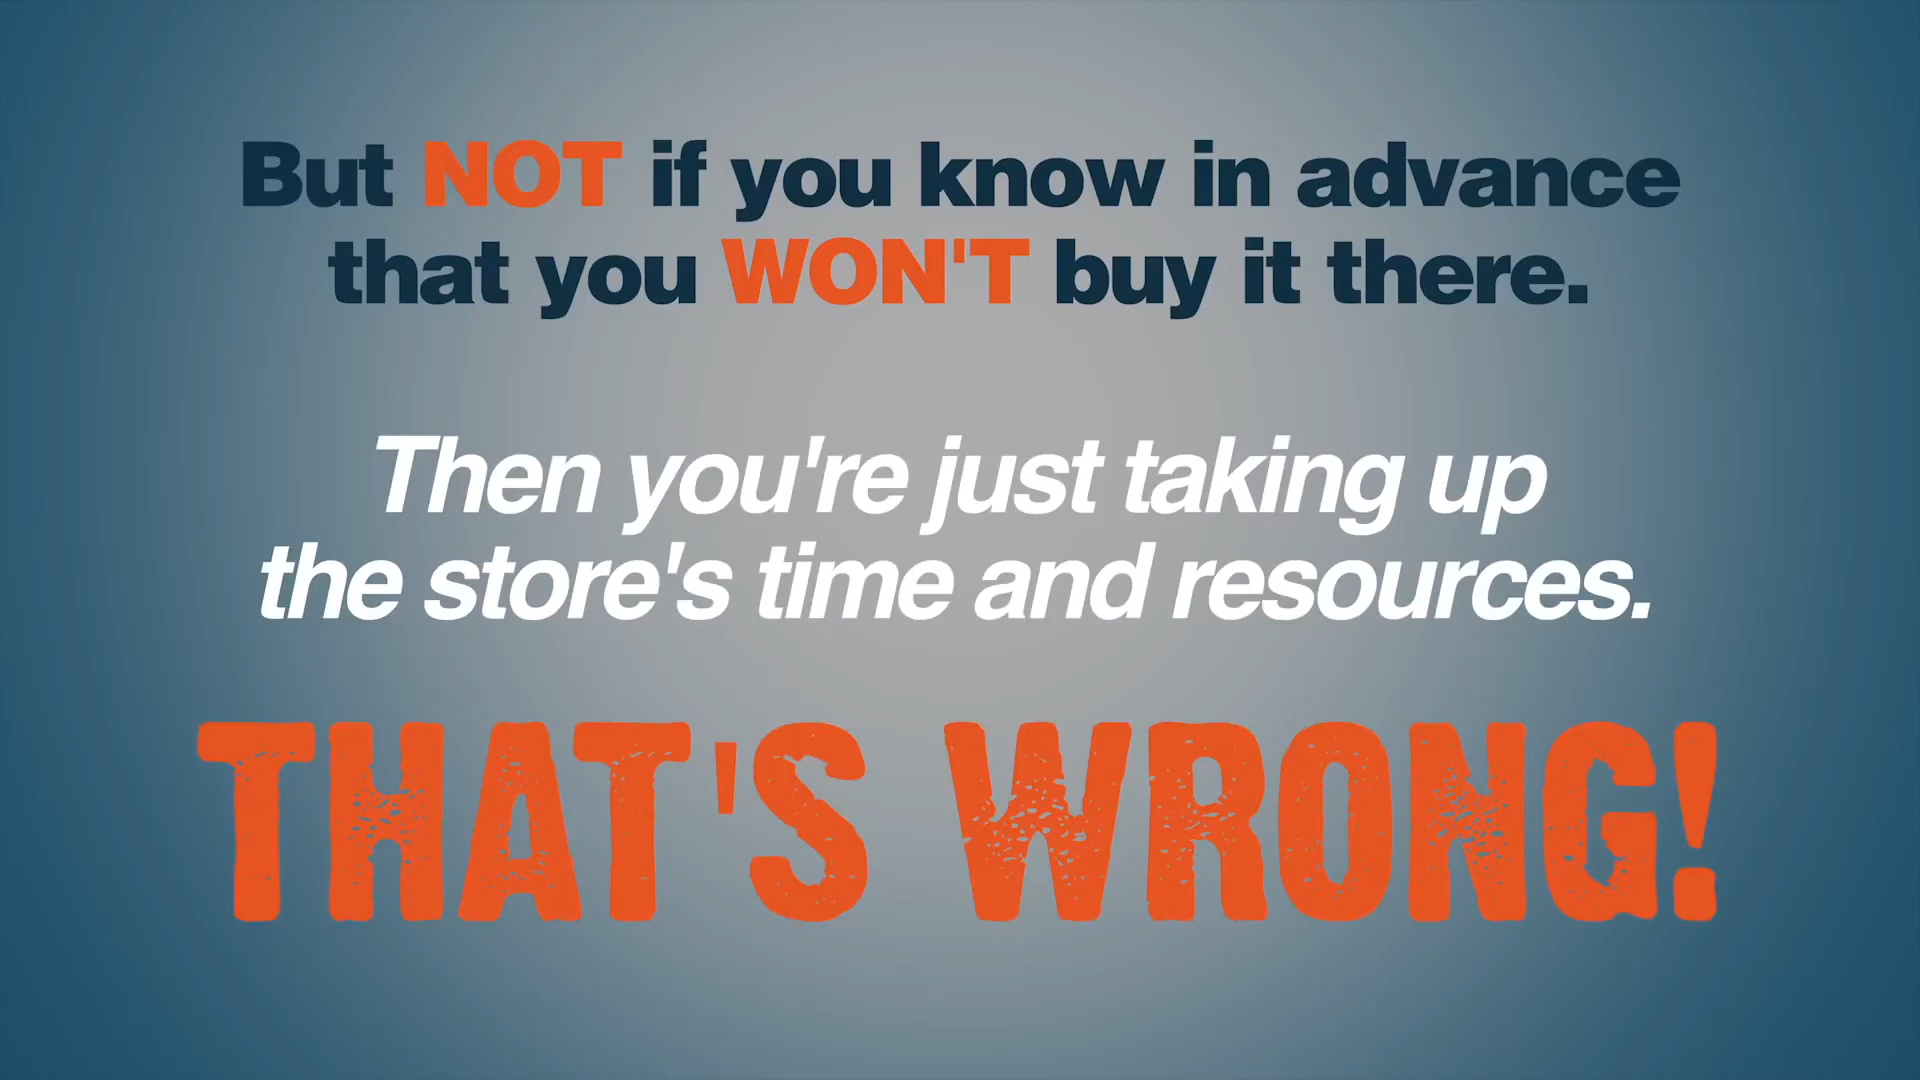 But NOT if you know in advance
that you WON'T buy it there.
Then you're just taking up
the store's time and resources.
THAT'S WRONG!